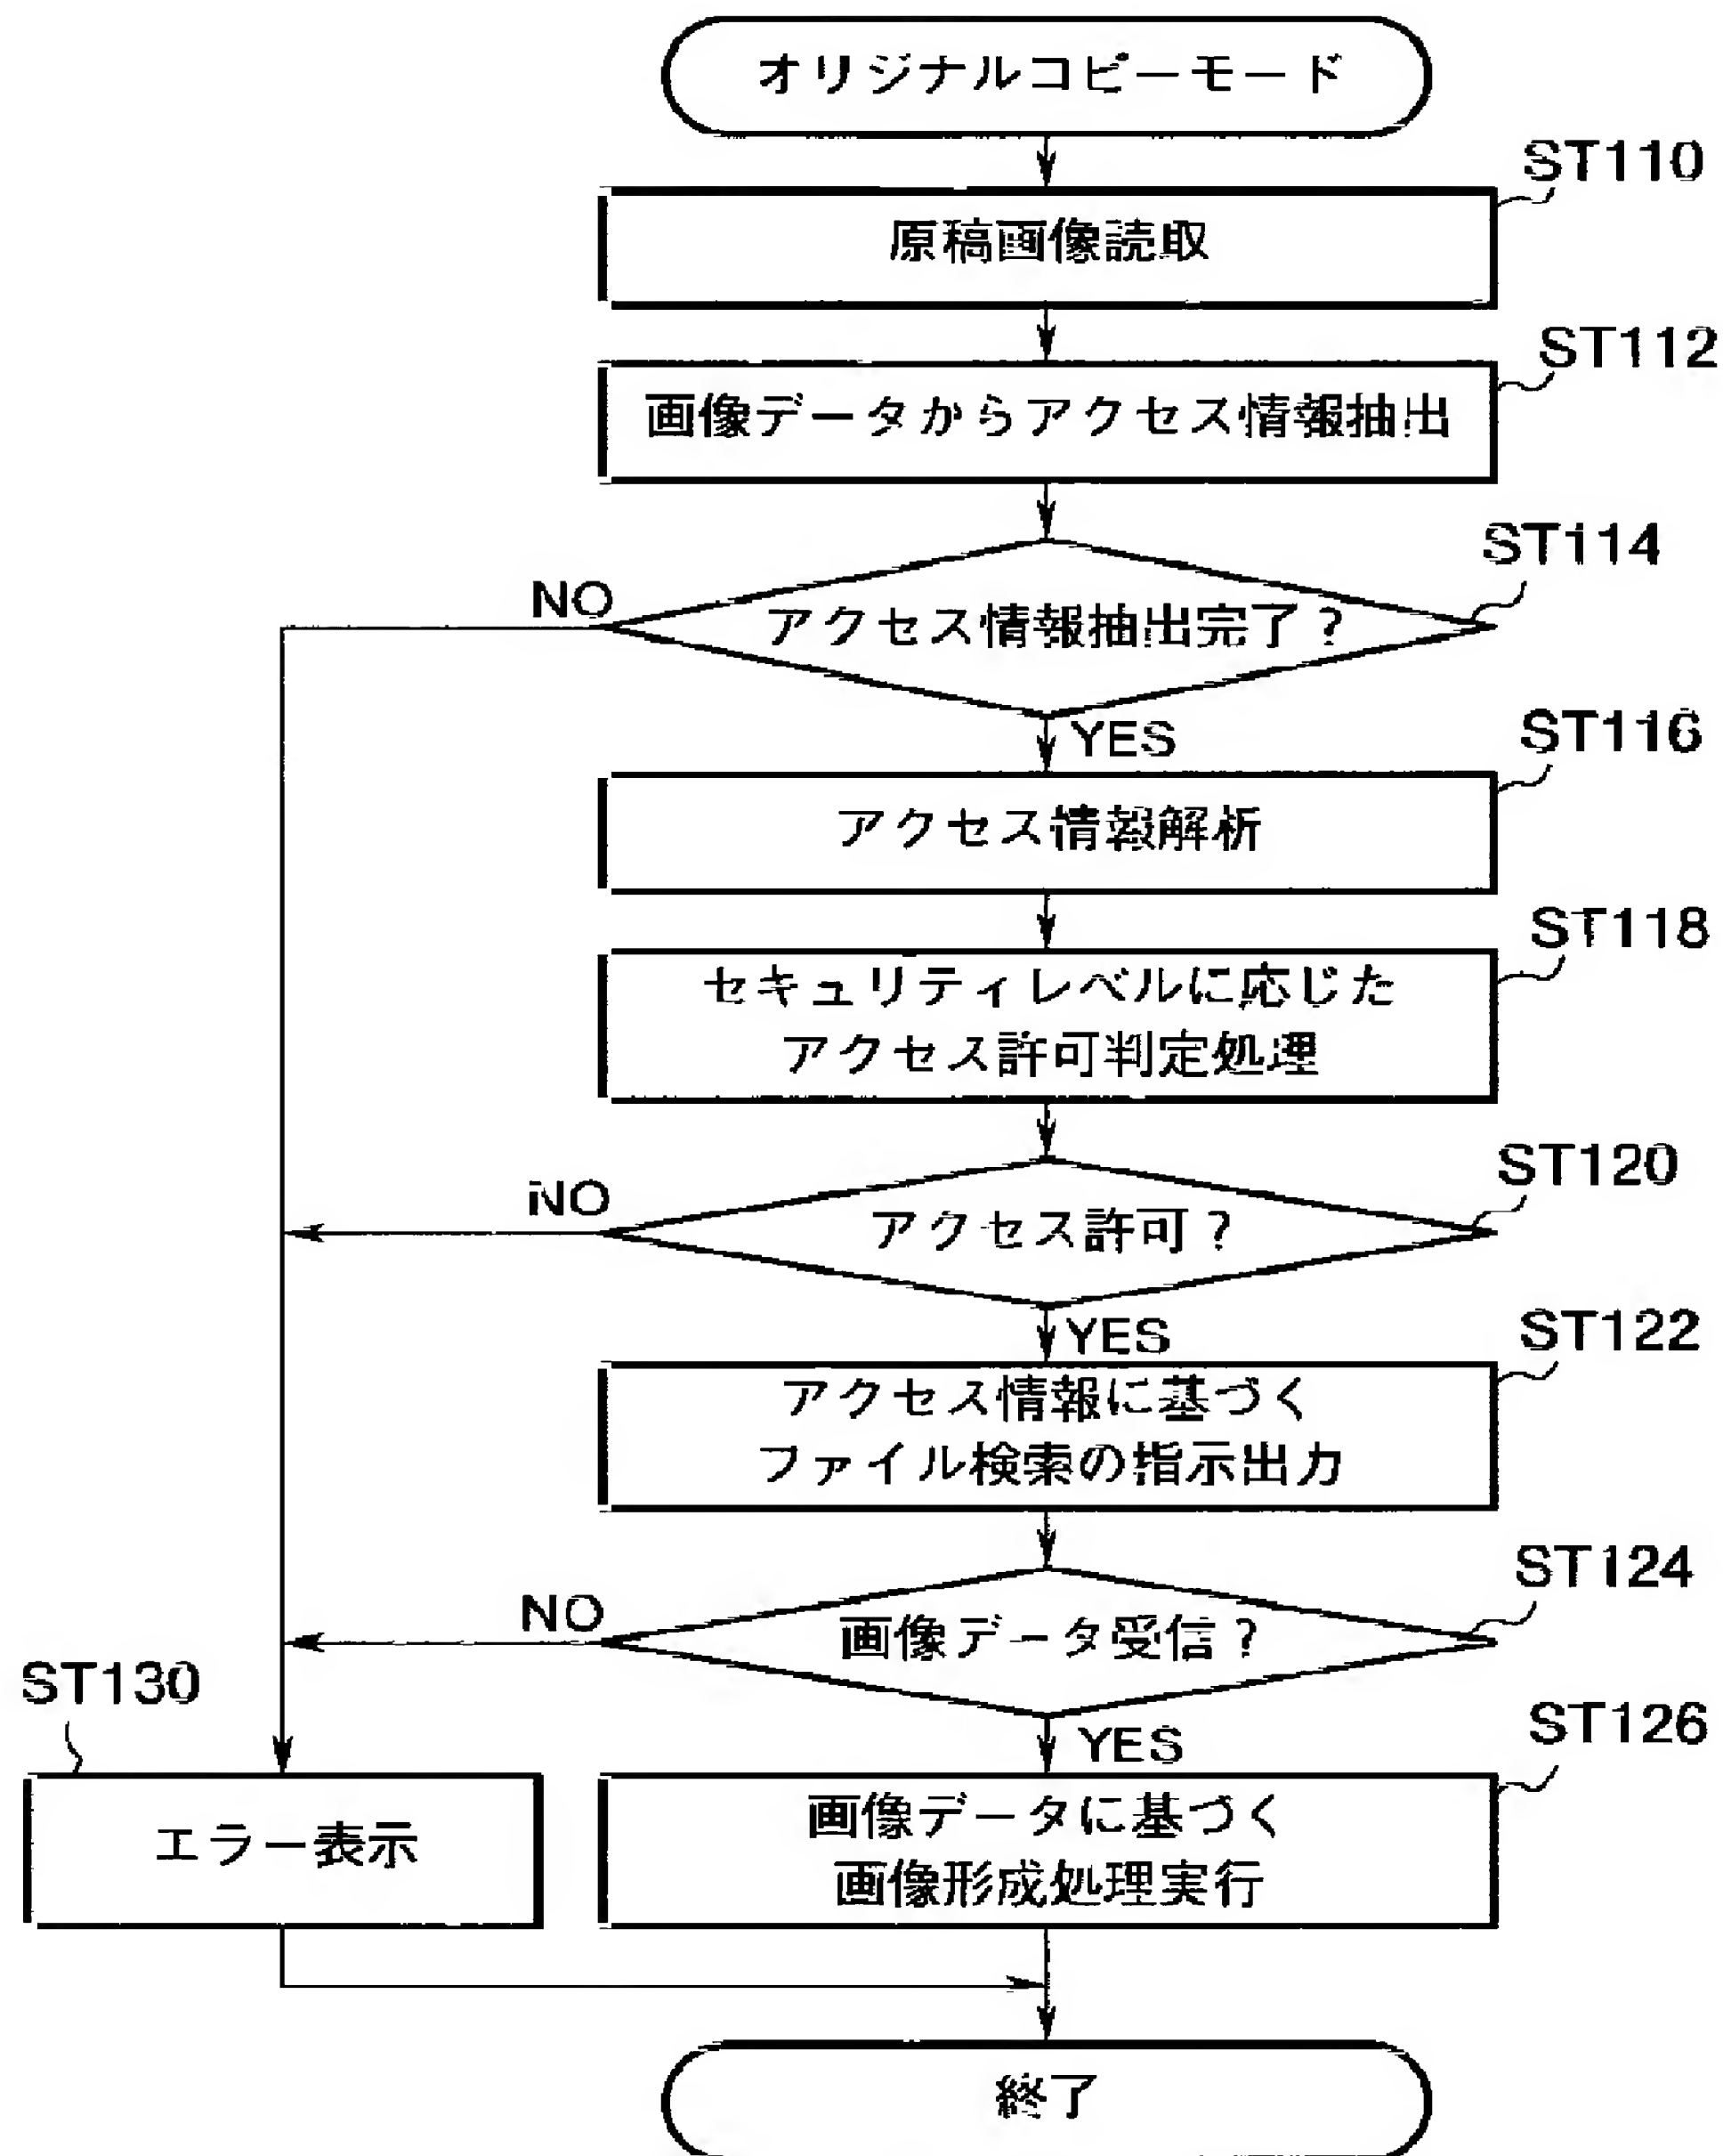 オリジナルコピーモード
ST110
原稿画像読取
ST112
画像データからアクセス情報抽出
ST114
NO
アクセス情報抽出完了?
YES
ST116
アクセス情報解析
ST118
セキュリティレベルに応じた
アクセス許可判定処理
ST120
NO
アクセス許可?
YES
ST122
アクセス情報に基づく
ファイル検索の指示出力
ST124
NO
画像データ受信?
ST130
YES
ST126
エラー表示
画像データに基づく
画像形成処理実行
終了